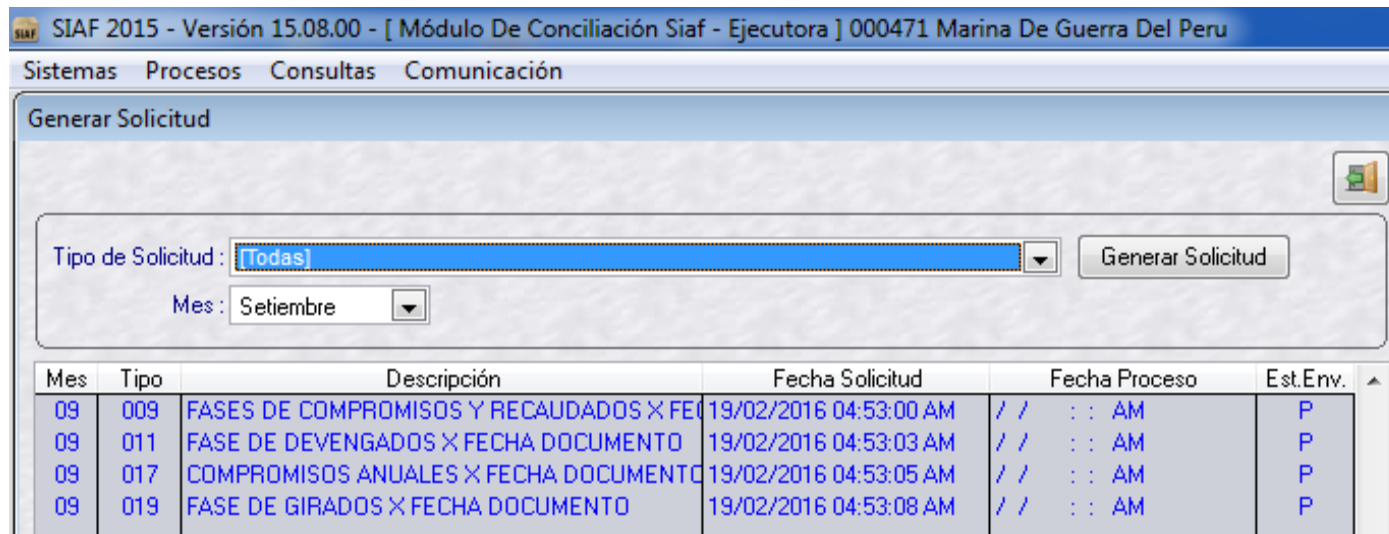 SIAF SIAF 2015 - Versión 15.08.00 - [ Módulo De Conciliación Siaf - Ejecutora ] 000471 Marina De Guerra Del Peru
Sistemas Procesos Consultas Comunicación
Generar Solicitud
Tipo de Solicitud : [Todas] Generar Solicitud
Mes : Setiembre
Mes Tipo Descripción Fecha Solicitud Fecha Proceso Est.Env.
09 009 FASES DE COMPROMISOS Y RECAUDADOS X FEC 19/02/2016 04:53:00 AM / / : : AM P
09 011 FASE DE DEVENGADOS X FECHA DOCUMENTO 19/02/2016 04:53:03 AM / / : : AM P
09 017 COMPROMISOS ANUALES X FECHA DOCUMENTO 19/02/2016 04:53:05 AM / / : : AM P
09 019 FASE DE GIRADOS X FECHA DOCUMENTO 19/02/2016 04:53:08 AM / / : : AM P